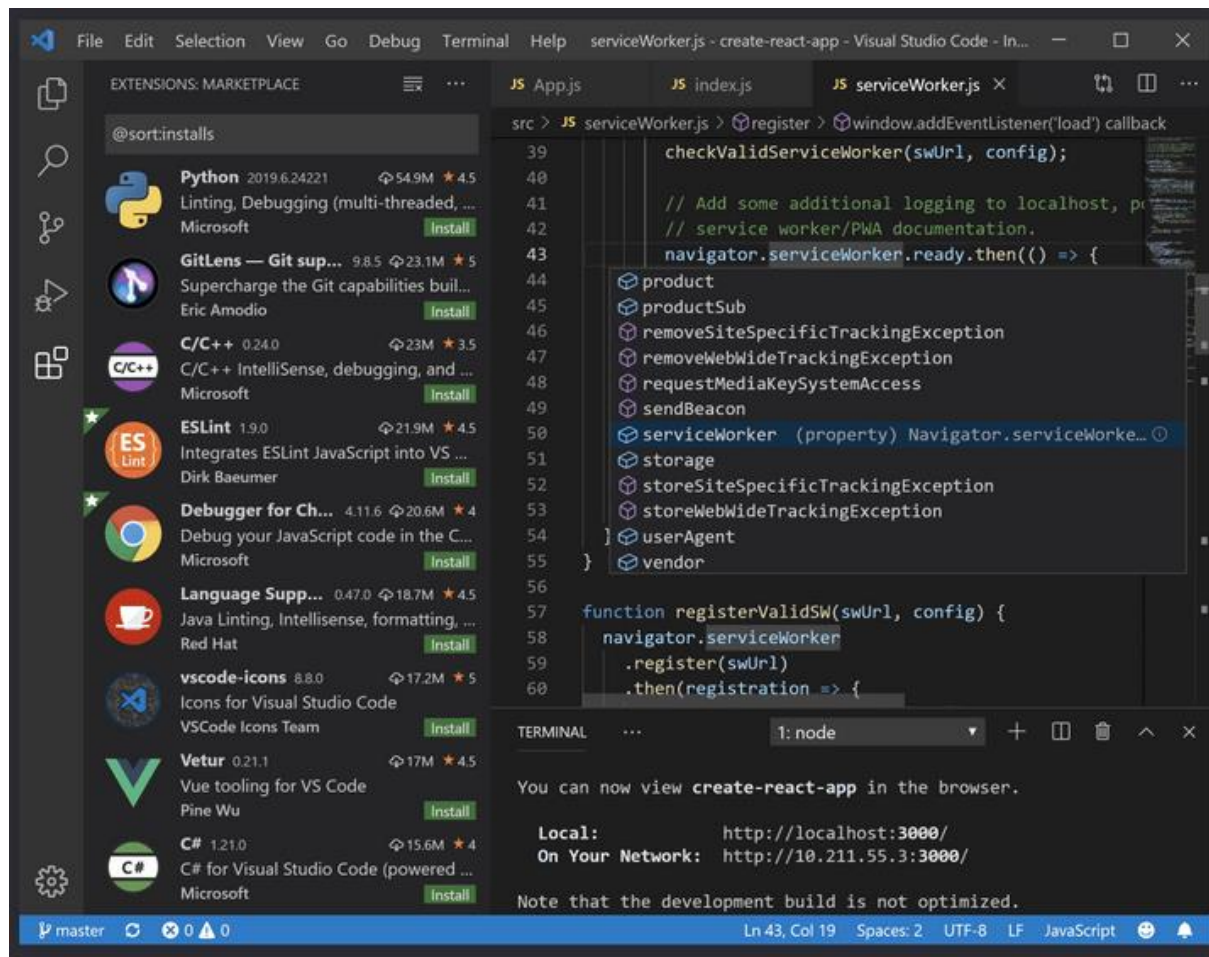 File Edit Selection View Go Debug Terminal Help serviceWorker.js - create-react-app - Visual Studio Code - In...
EXTENSIONS: MARKETPLACE
@sort:installs
Python 2019.6.24221 54.9M ★ 4.5
Linting, Debugging (multi-threaded, ...
Microsoft Install
GitLens — Git sup... 9.8.5 23.1M ★ 5
Supercharge the Git capabilities buil...
Eric Amodio Install
C/C++ 0.24.0 23M ★ 3.5
C/C++
C/C++ IntelliSense, debugging, and ...
Microsoft Install
ESLint 1.9.0 21.9M ★ 4.5
ES
Lint
Integrates ESLint JavaScript into VS ...
Dirk Baeumer Install
Debugger for Ch... 4.11.6 20.6M ★ 4
Debug your JavaScript code in the C...
Microsoft Install
Language Supp... 0.47.0 18.7M ★ 4.5
Java Linting, Intellisense, formatting, ...
Red Hat Install
vscode-icons 8.8.0 17.2M ★ 5
Icons for Visual Studio Code
VSCode Icons Team Install
Vetur 0.21.1 17M ★ 4.5
Vue tooling for VS Code
Pine Wu Install
C# 1.21.0 15.6M ★ 4
C#
C# for Visual Studio Code (powered ...
Microsoft Install
JS App.js JS index.js JS serviceWorker.js
src > JS serviceWorker.js > register > window.addEventListener('load') callback
39 checkValidServiceWorker(swUrl, config);
40
41 // Add some additional logging to localhost, p
42 // service worker/PWA documentation.
43 navigator.serviceWorker.ready.then(() => {
44 product
45 productSub
46 removeSiteSpecificTrackingException
47 removeWebWideTrackingException
48 requestMediaKeySystemAccess
49 sendBeacon
50 serviceWorker (property) Navigator.serviceWorke...
51 storage
52 storeSiteSpecificTrackingException
53 storeWebWideTrackingException
54 } userAgent
55 } vendor
56
57 function registerValidSW(swUrl, config) {
58 navigator.serviceWorker
59 .register(swUrl)
60 .then(registration => {
TERMINAL ... 1: node
You can now view create-react-app in the browser.
Local: http://localhost:3000/
On Your Network: http://10.211.55.3:3000/
Note that the development build is not optimized.
master 0 0 Ln 43, Col 19 Spaces: 2 UTF-8 LF JavaScript